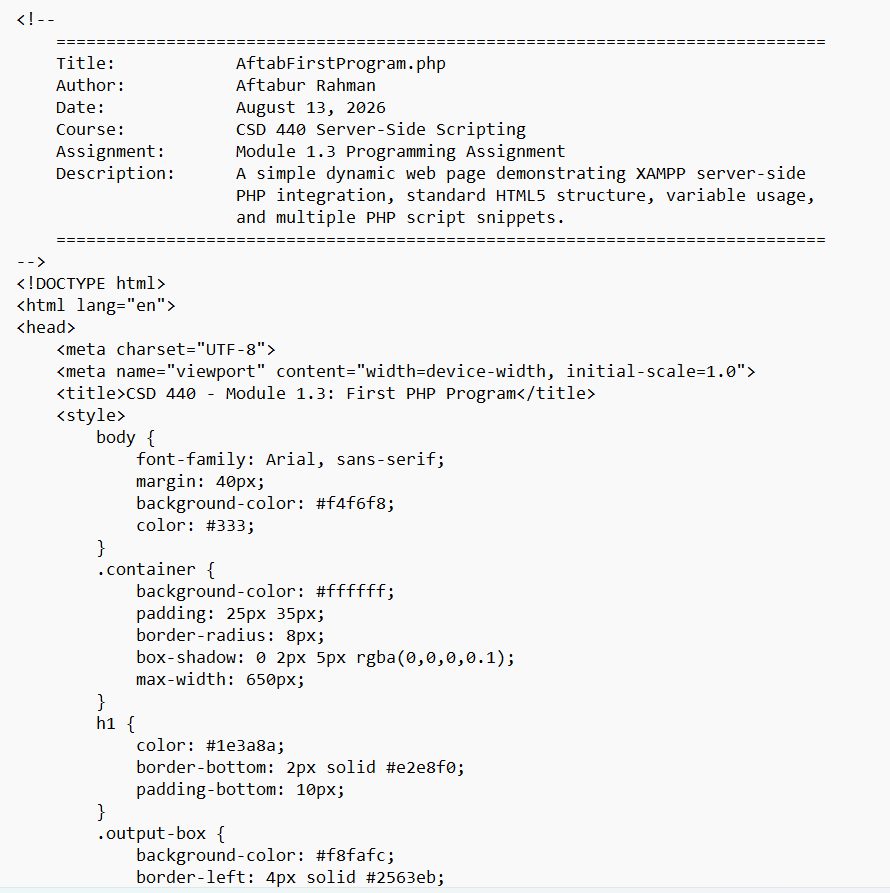 <!--
    =============================================================================
    Title:            AftabFirstProgram.php
    Author:           Aftabur Rahman
    Date:             August 13, 2026
    Course:           CSD 440 Server-Side Scripting
    Assignment:       Module 1.3 Programming Assignment
    Description:      A simple dynamic web page demonstrating XAMPP server-side
                      PHP integration, standard HTML5 structure, variable usage,
                      and multiple PHP script snippets.
    =============================================================================
-->
<!DOCTYPE html>
<html lang="en">
<head>
    <meta charset="UTF-8">
    <meta name="viewport" content="width=device-width, initial-scale=1.0">
    <title>CSD 440 - Module 1.3: First PHP Program</title>
    <style>
        body {
            font-family: Arial, sans-serif;
            margin: 40px;
            background-color: #f4f6f8;
            color: #333;
        }
        .container {
            background-color: #ffffff;
            padding: 25px 35px;
            border-radius: 8px;
            box-shadow: 0 2px 5px rgba(0,0,0,0.1);
            max-width: 650px;
        }
        h1 {
            color: #1e3a8a;
            border-bottom: 2px solid #e2e8f0;
            padding-bottom: 10px;
        }
        .output-box {
            background-color: #f8fafc;
            border-left: 4px solid #2563eb;